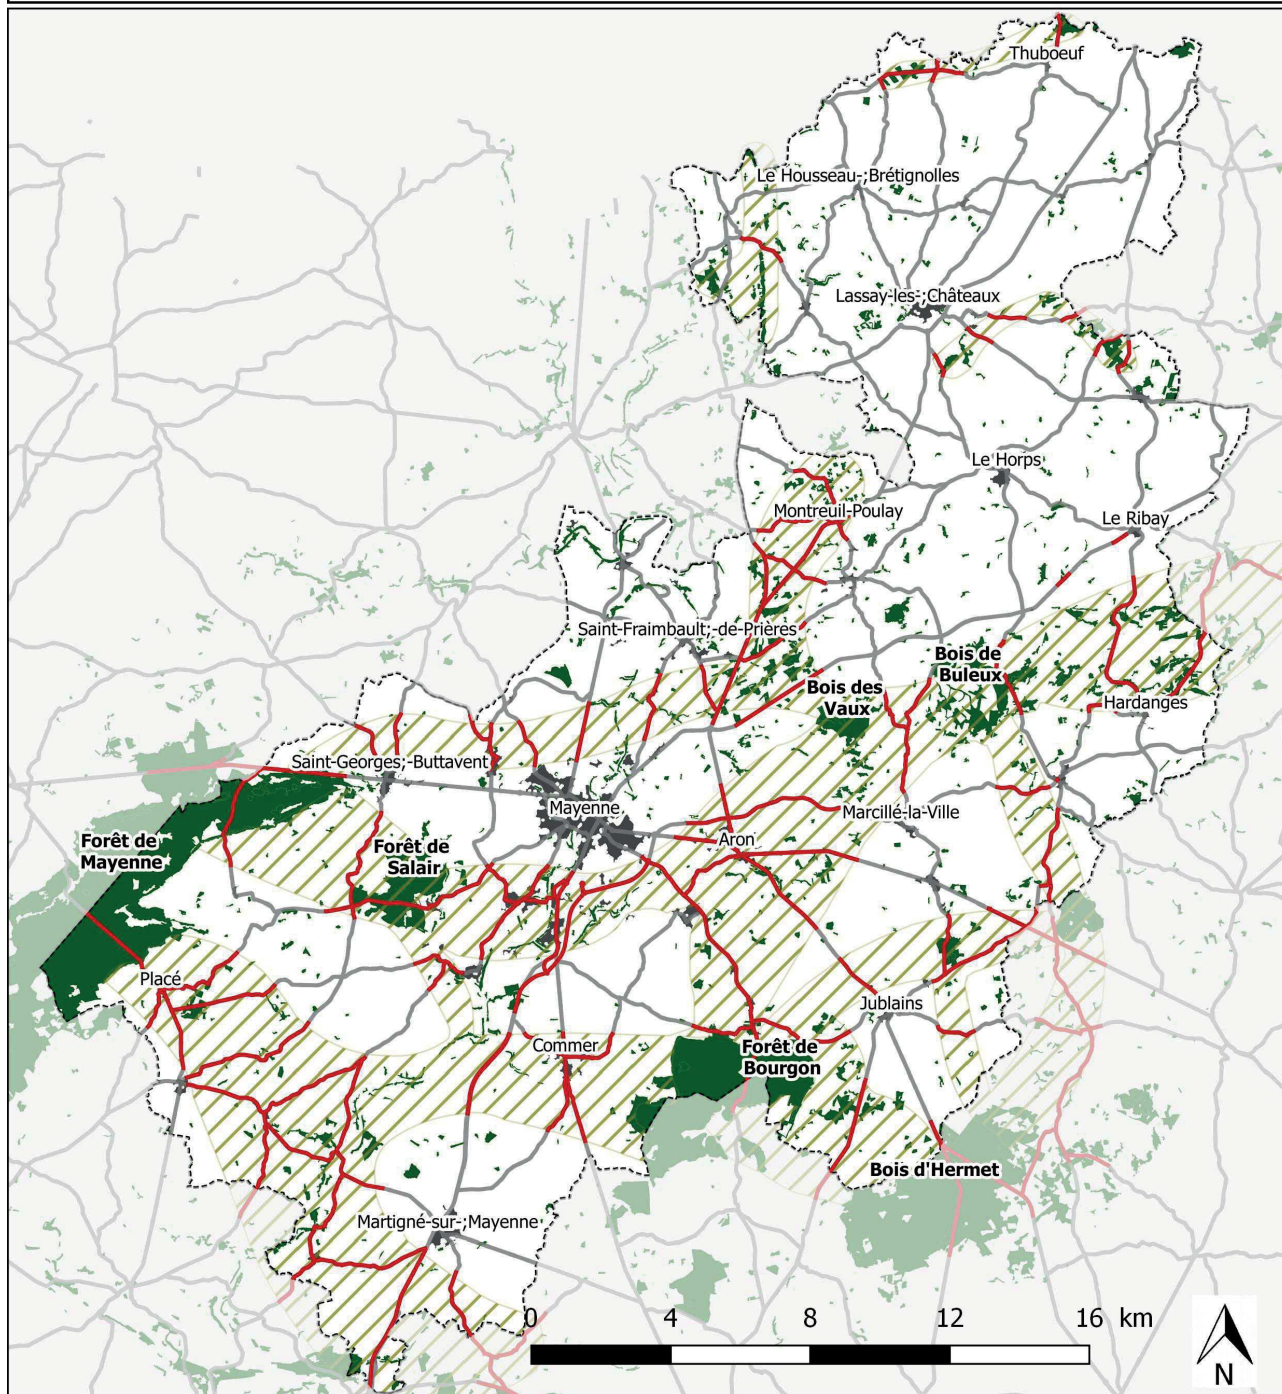 Thuboeuf
Le Housseau-;Brétignolles
Lassay-les-;Châteaux
Le Horps
Montreuil-Poulay
Le Ribay
Saint-Fraimbault;-de-Prières
Bois de
Buleux
Bois des
Vaux
Hardanges
Saint-Georges;-Buttavent
Mayenne
Marcillé-la-Ville
Aron
Forêt de
Mayenne
Forêt de
Salair
Placé
Jublains
Commer
Forêt de
Bourgon
Bois d'Hermet
Martigné-sur-;Mayenne
0 4 8 12 16 km
N